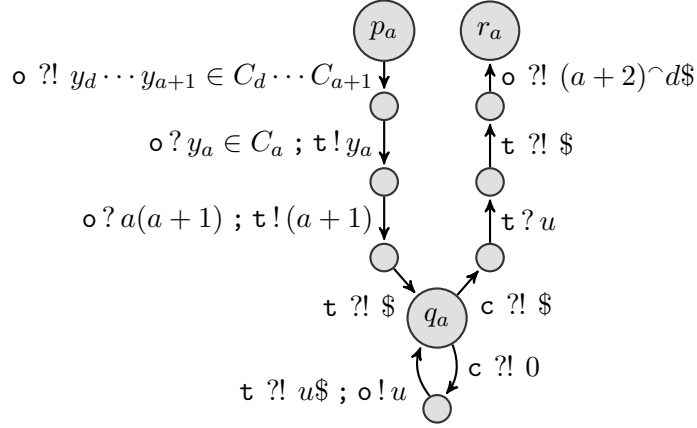 p_a r_a
o ?! y_d ⋯ y_{a+1} ∈ C_d ⋯ C_{a+1} o ?! (a + 2)⌢d$
o ? y_a ∈ C_a ; t ! y_a t ?! $
o ? a(a + 1) ; t ! (a + 1) t ? u
t ?! $ q_a c ?! $
c ?! 0
t ?! u$ ; o ! u